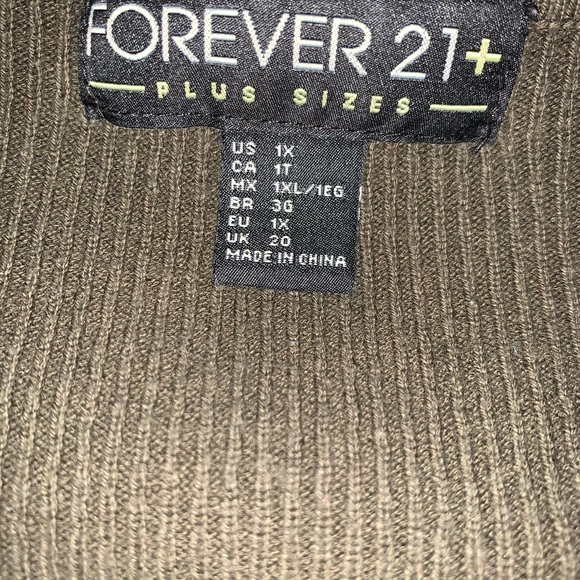 FOREVER 21+
PLUS SIZES
US 1X
CA 1T
MX 1XL/1EG
BR 3G
EU 1X
UK 20
MADE IN CHINA